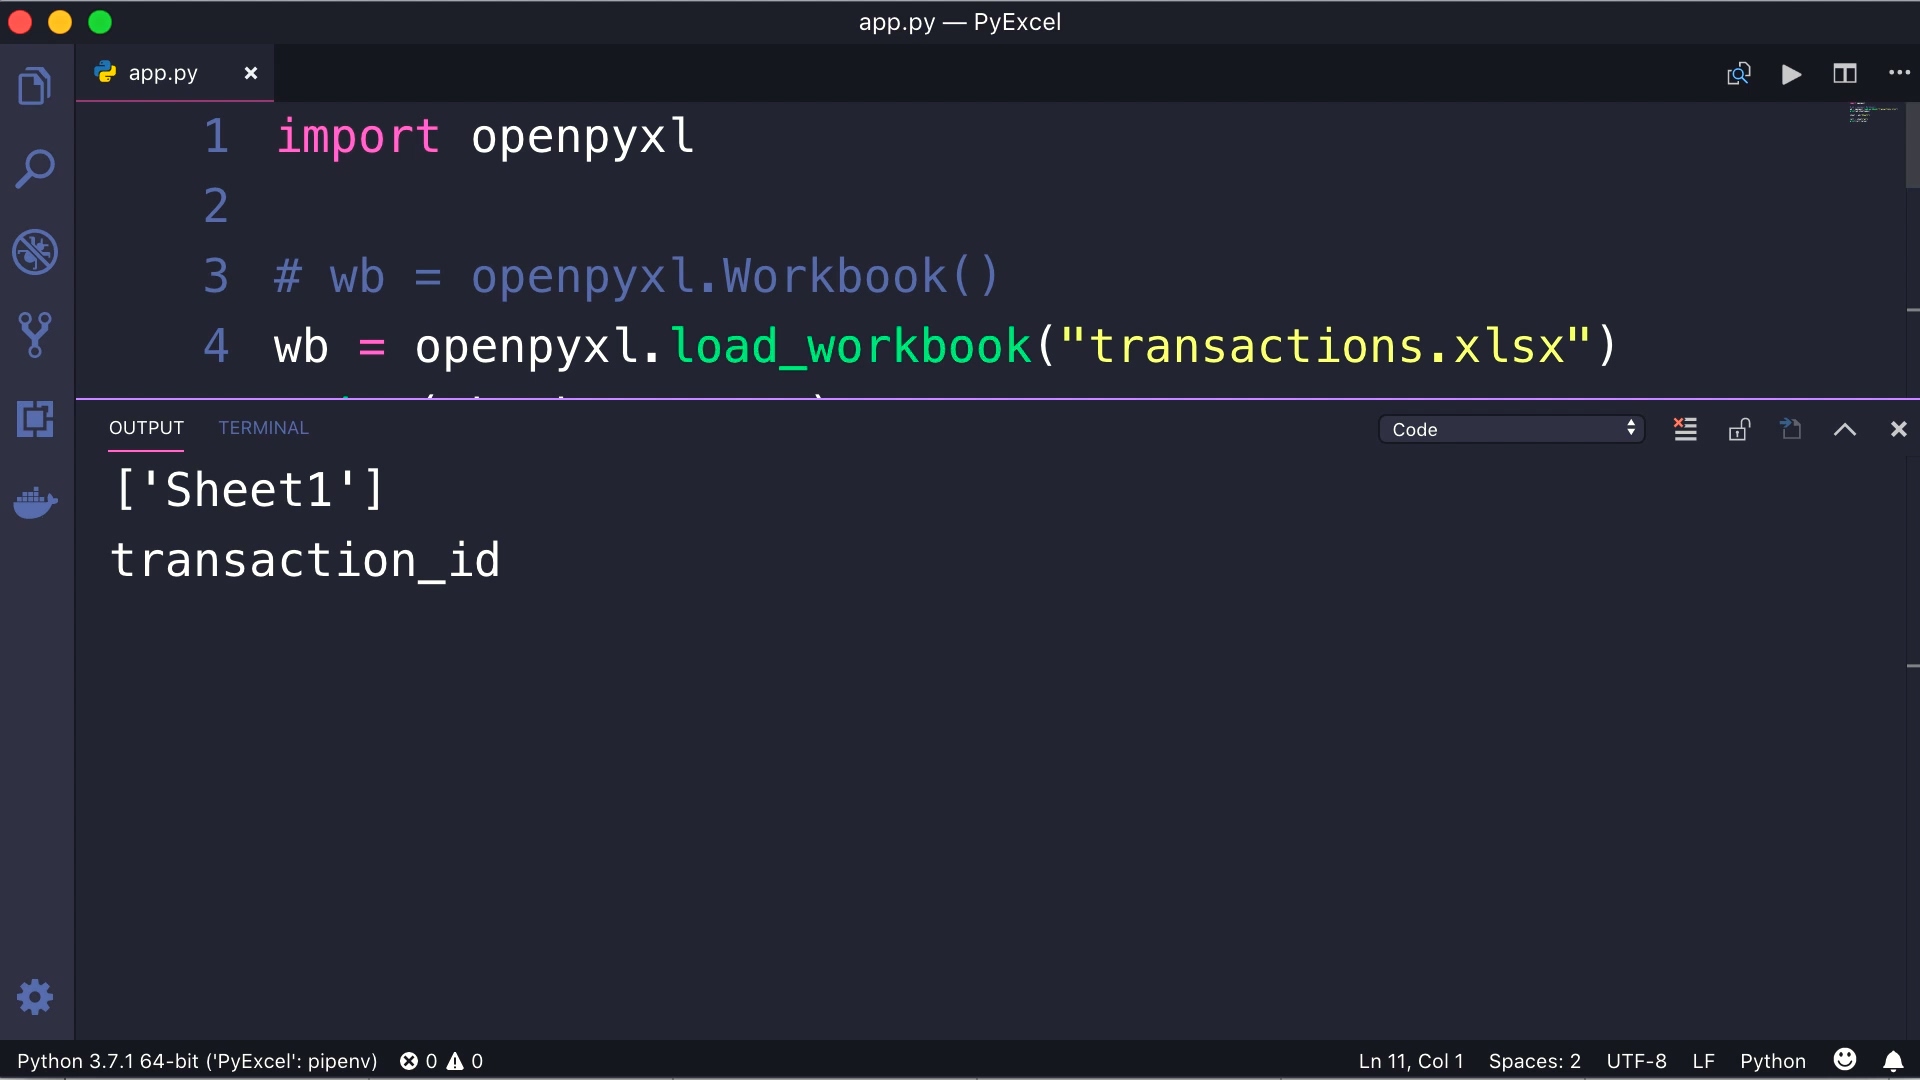 app.py — PyExcel
app.py
1 import openpyxl
2
3 # wb = openpyxl.Workbook()
4 wb = openpyxl.load_workbook("transactions.xlsx")
OUTPUT TERMINAL Code
['Sheet1']
transaction_id
Python 3.7.1 64-bit ('PyExcel': pipenv) 0 0 Ln 11, Col 1 Spaces: 2 UTF-8 LF Python